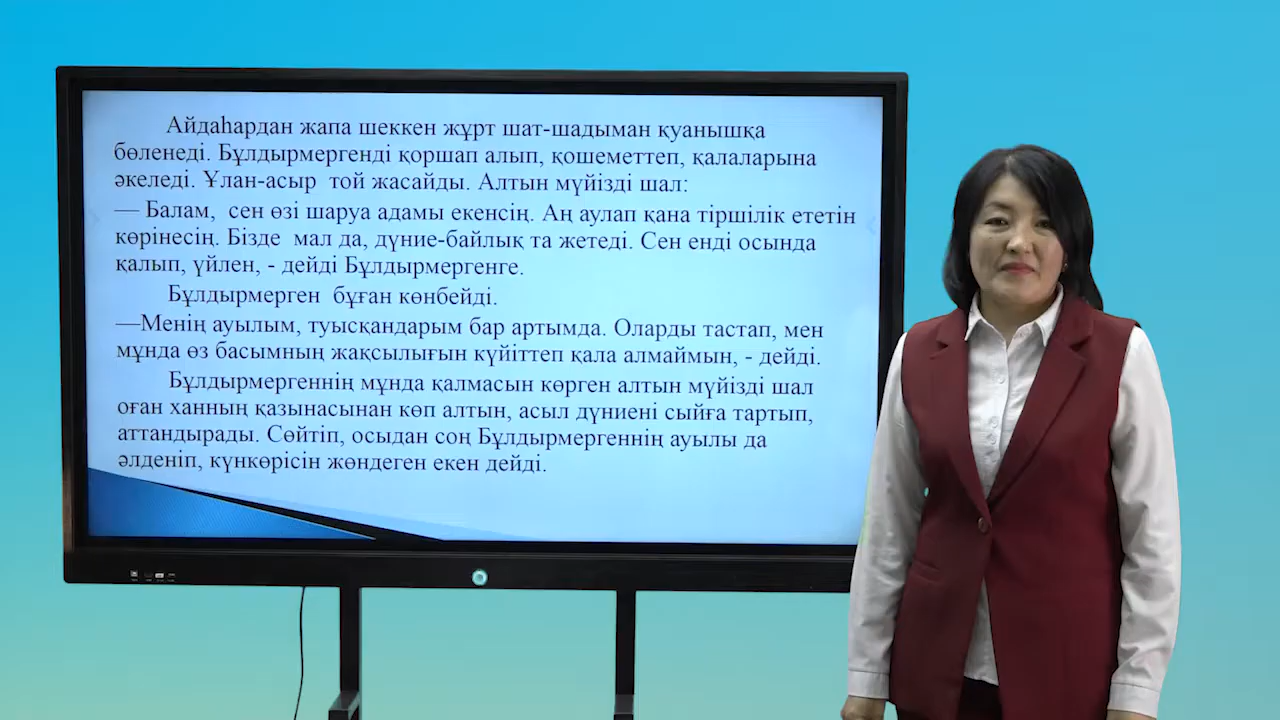 Айдаһардан жапа шеккен жұрт шат-шадыман қуанышқа
бөленеді. Бұлдырмергенді қоршап алып, қошеметтеп, қалаларына
әкеледі. Ұлан-асыр той жасайды. Алтын мүйізді шал:
— Балам, сен өзі шаруа адамы екенсің. Аң аулап қана тіршілік ететін
көрінесің. Бізде мал да, дүние-байлық та жетеді. Сен енді осында
қалып, үйлен, - дейді Бұлдырмергенге.
Бұлдырмерген бұған көнбейді.
—Менің ауылым, туысқандарым бар артымда. Оларды тастап, мен
мұнда өз басымның жақсылығын күйіттеп қала алмаймын, - дейді.
Бұлдырмергеннің мұнда қалмасын көрген алтын мүйізді шал
оған ханның қазынасынан көп алтын, асыл дүниені сыйға тартып,
аттандырады. Сөйтіп, осыдан соң Бұлдырмергеннің ауылы да
әлденіп, күнкөрісін жөндеген екен дейді.